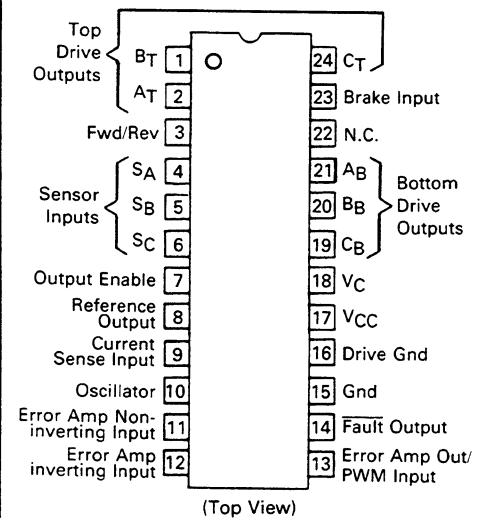 Top
Drive
Outputs
BT 1
AT 2
Fwd/Rev 3
Sensor
Inputs
SA 4
SB 5
SC 6
Output Enable 7
Reference
Output 8
Current
Sense Input 9
Oscillator 10
Error Amp Non-
inverting Input 11
Error Amp
inverting Input 12
24 CT
23 Brake Input
22 N.C.
21 AB
20 BB
19 CB
Bottom
Drive
Outputs
18 VC
17 VCC
16 Drive Gnd
15 Gnd
14 Fault Output
13 Error Amp Out/
PWM Input
(Top View)